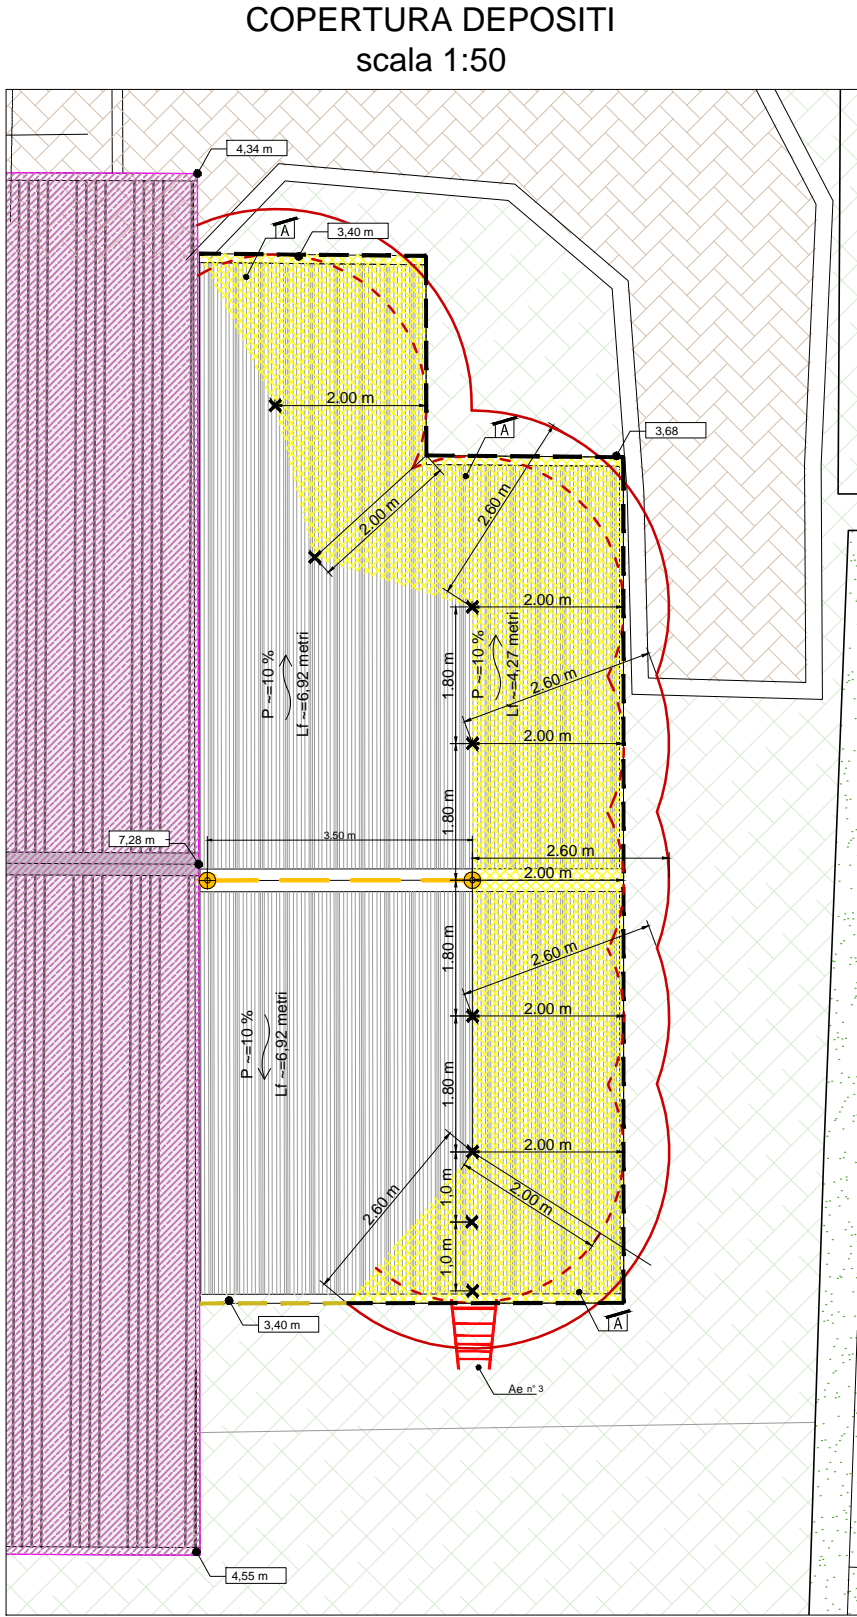 COPERTURA DEPOSITI
scala 1:50
4,34 m
A
3,40 m
2.00 m
A
3,68
2.00 m
2.60 m
2.00 m
P ~=10 %
Lf ~=6,92 metri
1.80 m
P ~=10 %
Lf ~=4,27 metri
2.60 m
2.00 m
1.80 m
7,28 m
3.50 m
2.60 m
2.00 m
1.80 m
2.60 m
2.00 m
P ~=10 %
Lf ~=6,92 metri
1.80 m
2.00 m
2.60 m
1,0 m
2.00 m
1,0 m
3,40 m
A
Ae n° 3
4,55 m